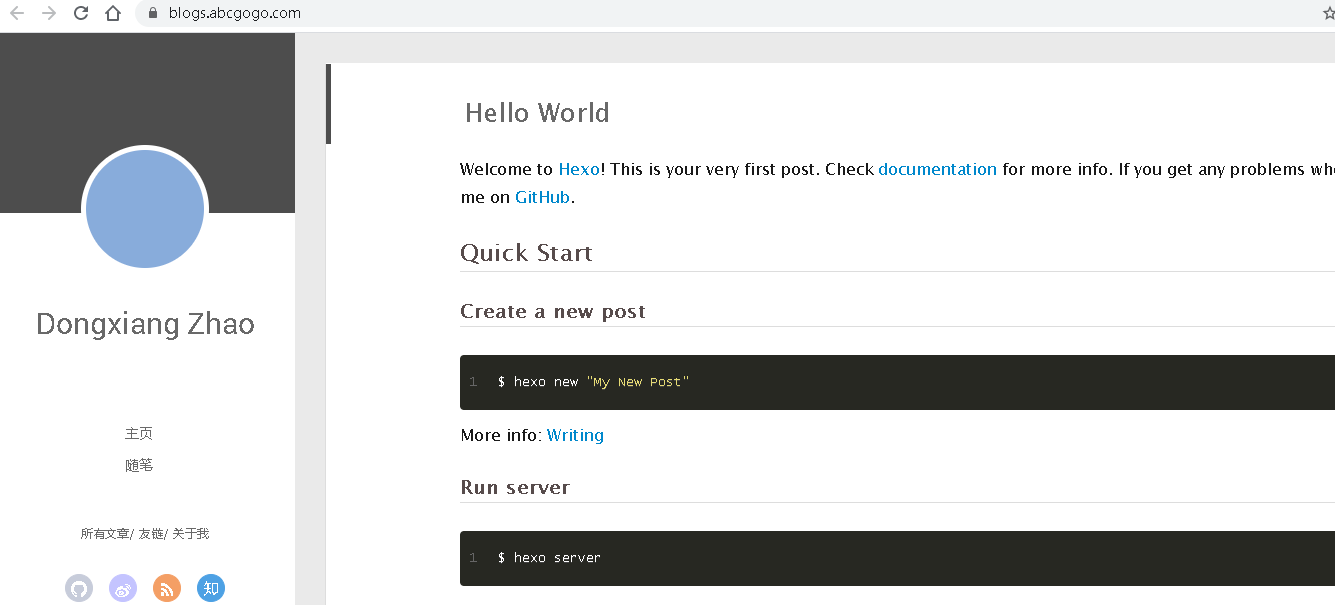 blogs.abcgogo.com
Dongxiang Zhao
主页
随笔
所有文章/ 友链/ 关于我
知
Hello World
Welcome to Hexo! This is your very first post. Check documentation for more info. If you get any problems
me on GitHub.
Quick Start
Create a new post
1 $ hexo new "My New Post"
More info: Writing
Run server
1 $ hexo server